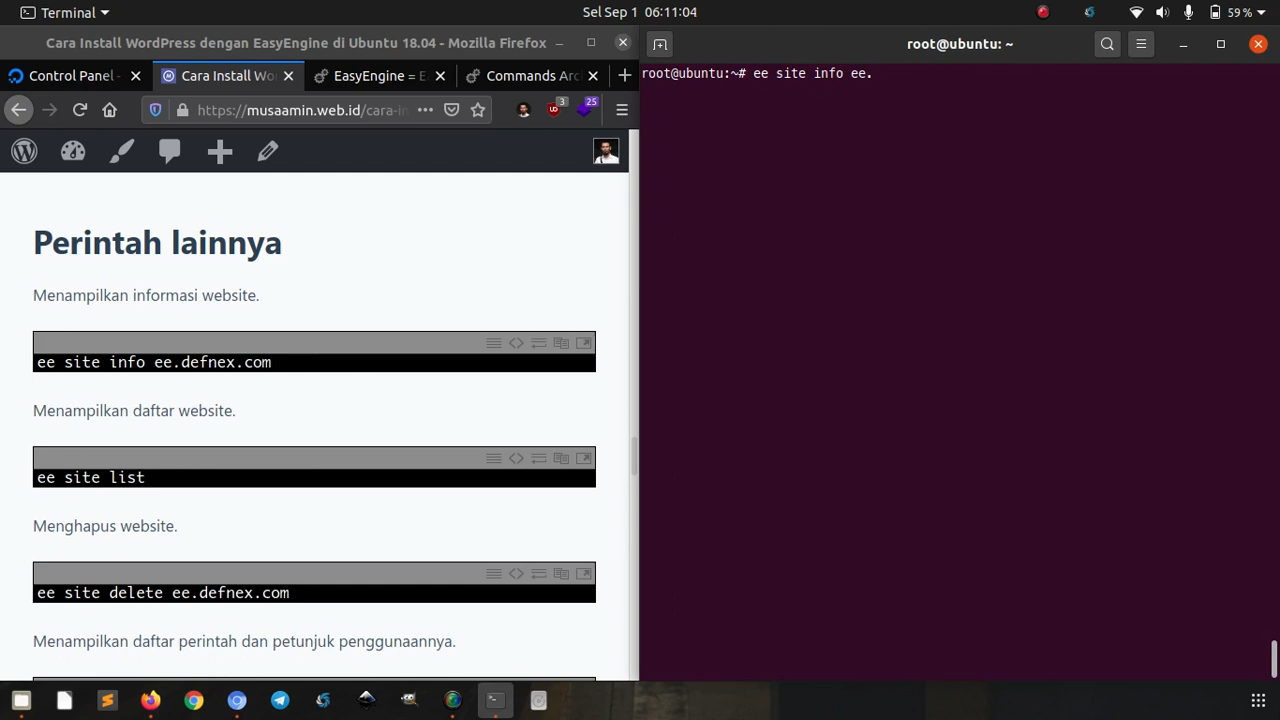 Terminal
Sel Sep 1 06:11:04
59 %
Cara Install WordPress dengan EasyEngine di Ubuntu 18.04 - Mozilla Firefox
Control Panel -
Cara Install Wo
EasyEngine = E
Commands Arc
https://musaamin.web.id/cara-in
3
25
Perintah lainnya
Menampilkan informasi website.
ee site info ee.defnex.com
Menampilkan daftar website.
ee site list
Menghapus website.
ee site delete ee.defnex.com
Menampilkan daftar perintah dan petunjuk penggunaannya.
root@ubuntu: ~
root@ubuntu:~# ee site info ee.